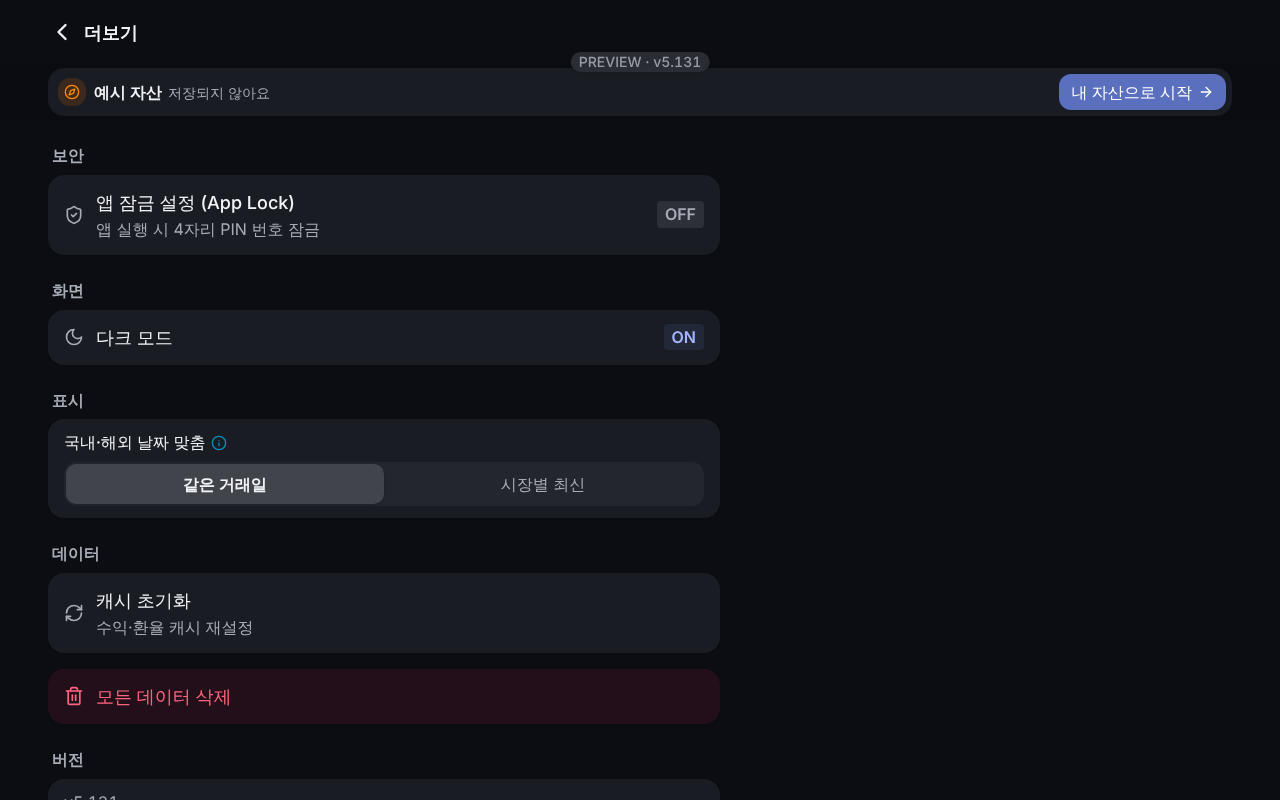 더보기
PREVIEW · v5.131
예시 자산 저장되지 않아요
내 자산으로 시작
보안
앱 잠금 설정 (App Lock)
앱 실행 시 4자리 PIN 번호 잠금
OFF
화면
다크 모드
ON
표시
국내·해외 날짜 맞춤
같은 거래일
시장별 최신
데이터
캐시 초기화
수익·환율 캐시 재설정
모든 데이터 삭제
버전
v5.131